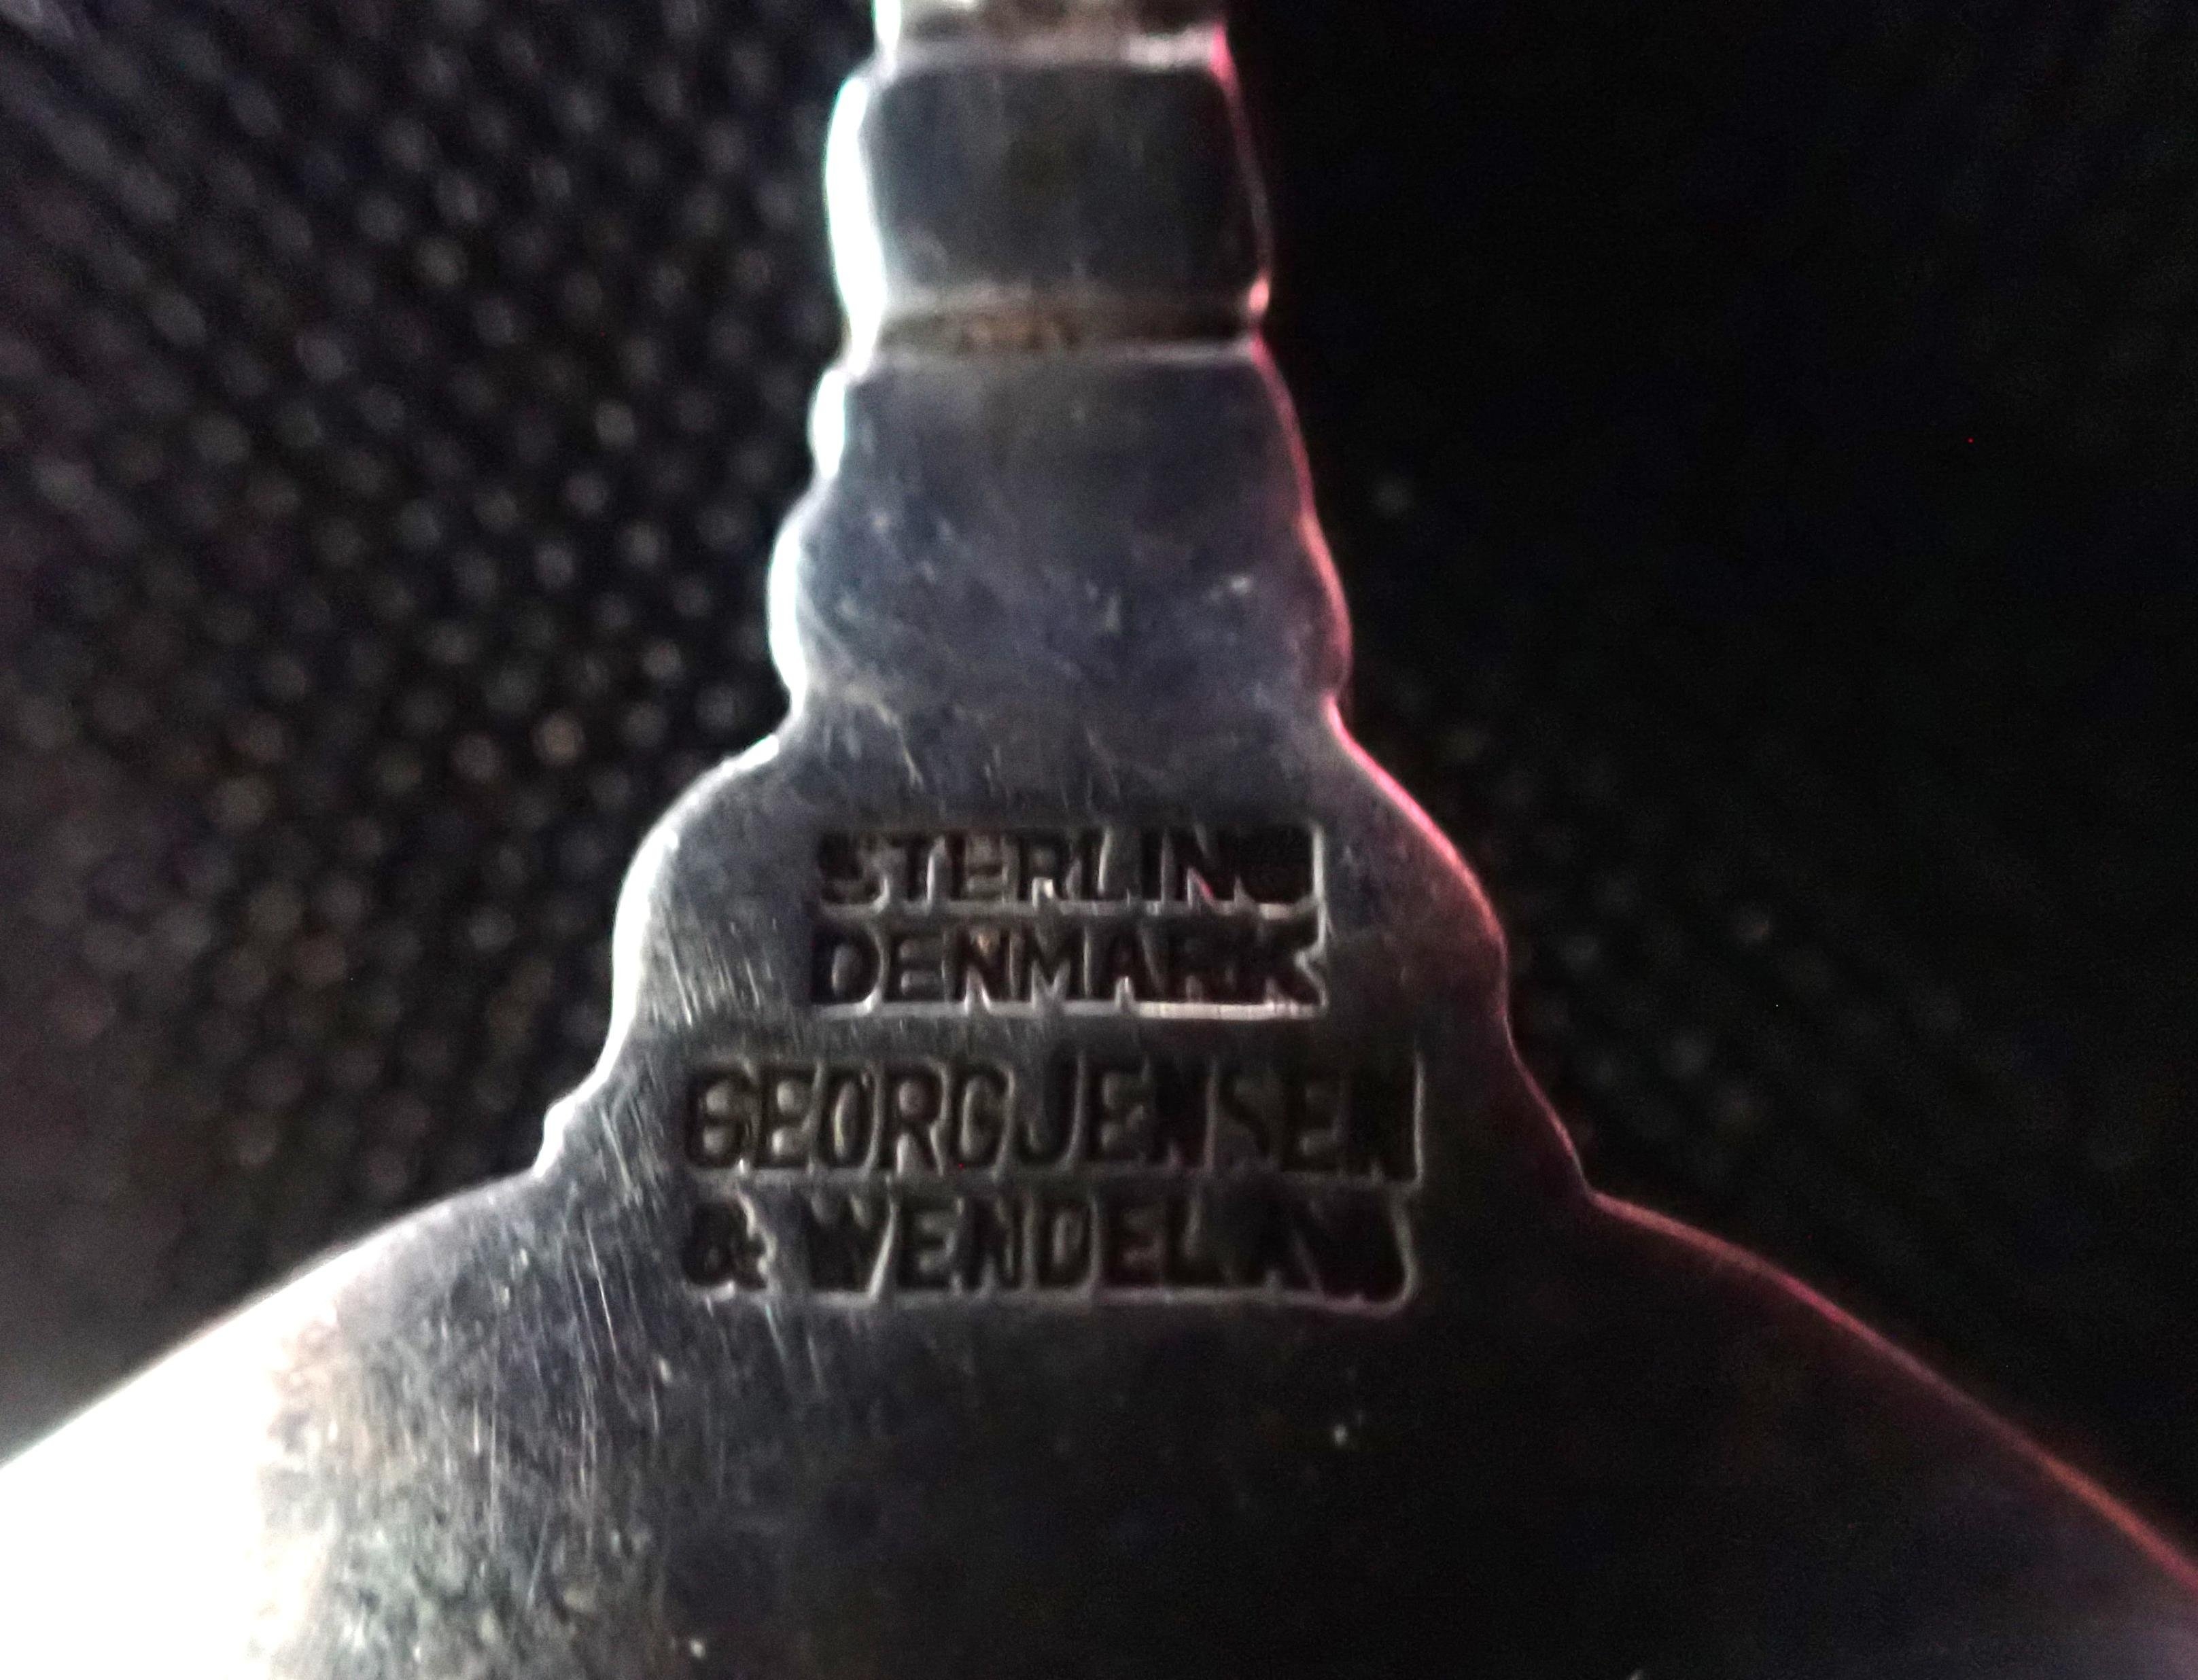 STERLING
DENMARK
GEORG JENSEN
& WENDEL A/S